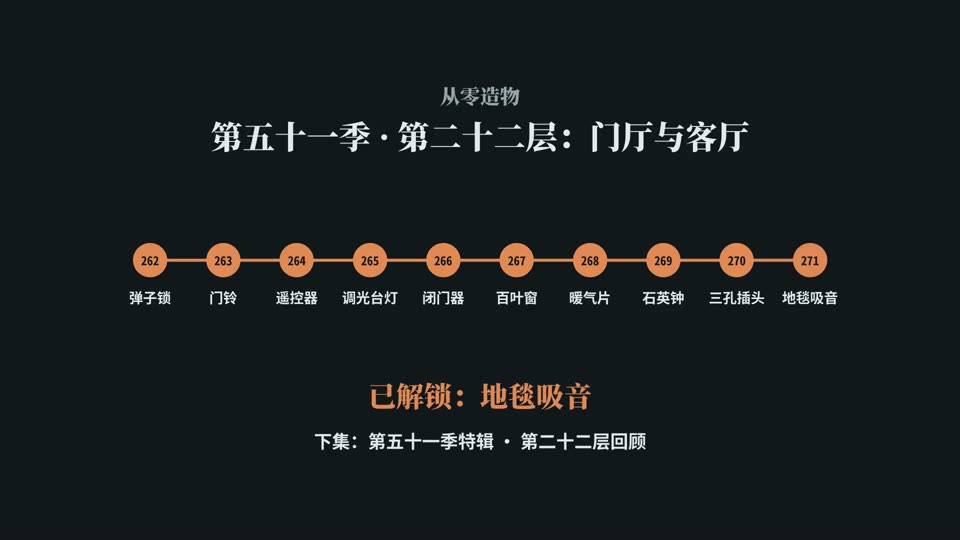 从零造物
第五十一季 · 第二十二层：门厅与客厅
262 263 264 265 266 267 268 269 270 271
弹子锁 门铃 遥控器 调光台灯 闭门器 百叶窗 暖气片 石英钟 三孔插头 地毯吸音
已解锁：地毯吸音
下集：第五十一季特辑 · 第二十二层回顾